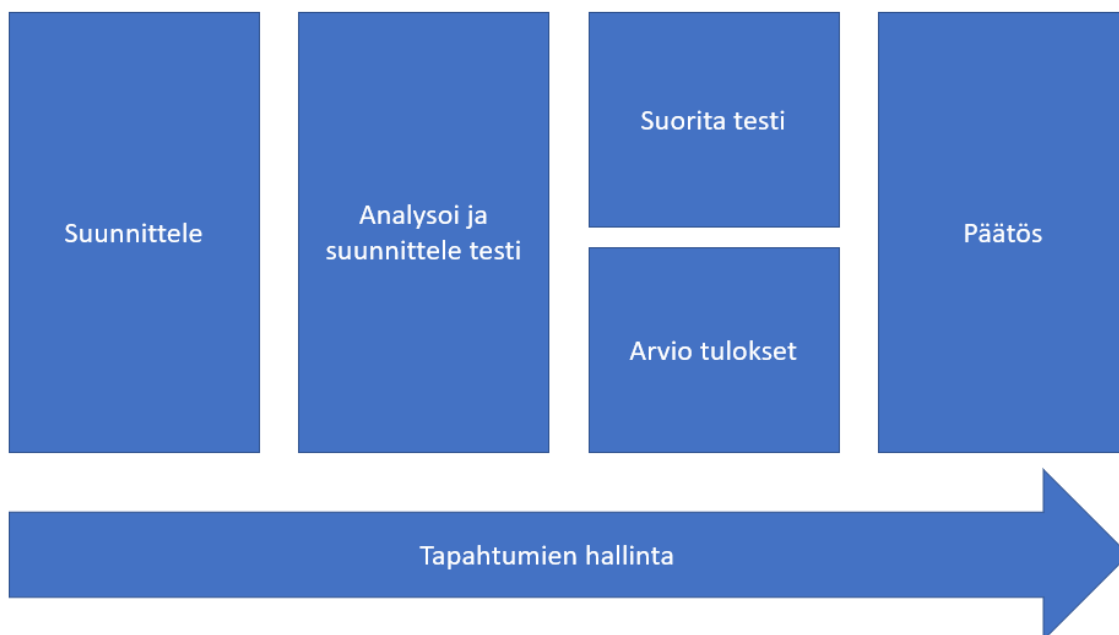 Suunnittele
Analysoi ja
suunnittele testi
Suorita testi
Arvio tulokset
Päätös
Tapahtumien hallinta